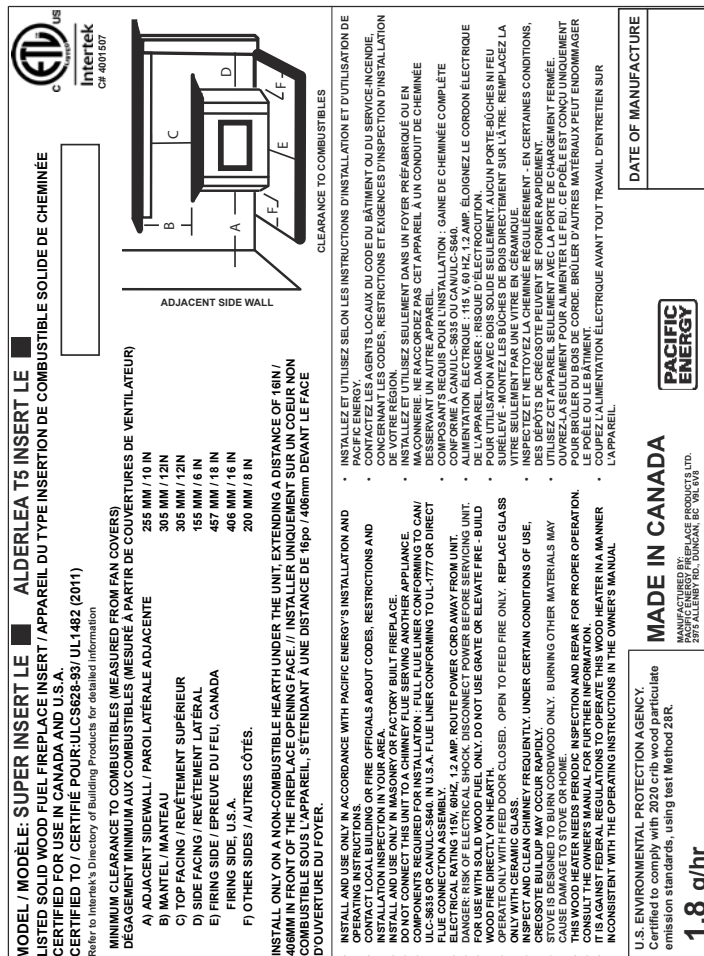 MODEL / MODÈLE: SUPER INSERT LE ALDERLEA T5 INSERT LE
LISTED SOLID WOOD FUEL FIREPLACE INSERT / APPAREIL DU TYPE INSERTION DE COMBUSTIBLE SOLIDE DE CHEMINÉE
CERTIFIED FOR USE IN CANADA AND U.S.A.
CERTIFIED TO / CERTIFIÉ POUR:ULCS628-93/ UL1482 (2011)
Refer to Intertek's Directory of Building Products for detailed information
C US
LISTED
ETL
Intertek
C# 4001507
MINIMUM CLEARANCE TO COMBUSTIBLES (MEASURED FROM FAN COVERS)
DÉGAGEMENT MINIMUM AUX COMBUSTIBLES (MESURÉ À PARTIR DE COUVERTURES DE VENTILATEUR)
A) ADJACENT SIDEWALL / PAROI LATÉRALE ADJACENTE 255 MM / 10 IN
B) MANTEL / MANTEAU 305 MM / 12IN
C) TOP FACING / REVÊTEMENT SUPÉRIEUR 305 MM / 12IN
D) SIDE FACING / REVÊTEMENT LATÉRAL 155 MM / 6 IN
E) FIRING SIDE / EPREUVE DU FEU, CANADA 457 MM / 18 IN
FIRING SIDE, U.S.A. 406 MM / 16 IN
F) OTHER SIDES / AUTRES CÔTÉS. 200 MM / 8 IN
INSTALL ONLY ON A NON-COMBUSTIBLE HEARTH UNDER THE UNIT, EXTENDING A DISTANCE OF 16IN /
406MM IN FRONT OF THE FIREPLACE OPENING FACE. // INSTALLER UNIQUEMENT SUR UN COEUR NON
COMBUSTIBLE SOUS L'APPAREIL, S'ÉTENDANT À UNE DISTANCE DE 16po / 406mm DEVANT LE FACE
D'OUVERTURE DU FOYER.
ADJACENT SIDE WALL
A
B
C
D
E
F
F
CLEARANCE TO COMBUSTIBLES
INSTALL AND USE ONLY IN ACCORDANCE WITH PACIFIC ENERGY'S INSTALLATION AND
OPERATING INSTRUCTIONS.
CONTACT LOCAL BUILDING OR FIRE OFFICIALS ABOUT CODES, RESTRICTIONS AND
INSTALLATION INSPECTION IN YOUR AREA.
INSTALL AND USE ONLY IN MASONRY OR FACTORY BUILT FIREPLACE.
DO NOT CONNECT THIS UNIT TO A CHIMNEY FLUE SERVING ANOTHER APPLIANCE.
COMPONENTS REQUIRED FOR INSTALLATION : FULL FLUE LINER CONFORMING TO CAN/
ULC-S635 OR CAN/ULC-S640. IN U.S.A. FLUE LINER CONFORMING TO UL-1777 OR DIRECT
FLUE CONNECTION ASSEMBLY.
ELECTRICAL RATING 115V, 60HZ, 1.2 AMP. ROUTE POWER CORD AWAY FROM UNIT.
DANGER: RISK OF ELECTRICAL SHOCK. DISCONNECT POWER BEFORE SERVICING UNIT.
FOR USE WITH SOLID WOOD FUEL ONLY. DO NOT USE GRATE OR ELEVATE FIRE - BUILD
WOOD FIRE DIRECTLY ON HEARTH.
OPERATE ONLY WITH FEED DOOR CLOSED. OPEN TO FEED FIRE ONLY. REPLACE GLASS
ONLY WITH CERAMIC GLASS.
INSPECT AND CLEAN CHIMNEY FREQUENTLY. UNDER CERTAIN CONDITIONS OF USE,
CREOSOTE BUILDUP MAY OCCUR RAPIDLY.
STOVE IS DESIGNED TO BURN CORDWOOD ONLY. BURNING OTHER MATERIALS MAY
CAUSE DAMAGE TO STOVE OR HOME.
THIS WOOD HEATER NEEDS PERIODIC INSPECTION AND REPAIR FOR PROPER OPERATION.
CONSULT THE OWNER'S MANUAL FOR FURTHER INFORMATION.
IT IS AGAINST FEDERAL REGULATIONS TO OPERATE THIS WOOD HEATER IN A MANNER
INCONSISTENT WITH THE OPERATING INSTRUCTIONS IN THE OWNER'S MANUAL
• INSTALLEZ ET UTILISEZ SELON LES INSTRUCTIONS D'INSTALLATION ET D'UTILISATION DE
PACIFIC ENERGY.
• CONTACTEZ LES AGENTS LOCAUX DU CODE DU BÂTIMENT OU DU SERVICE-INCENDIE,
CONCERNANT LES CODES, RESTRICTIONS ET EXIGENCES D'INSPECTION D'INSTALLATION
DE VOTRE RÉGION.
• INSTALLEZ ET UTILISEZ SEULEMENT DANS UN FOYER PRÉFABRIQUÉ OU EN
MAÇONNERIE. NE RACCORDEZ PAS CET APPAREIL À UN CONDUIT DE CHEMINÉE
DESSERVANT UN AUTRE APPAREIL.
• COMPOSANTS REQUIS POUR L'INSTALLATION : GAINE DE CHEMINÉE COMPLÈTE
CONFORME À CAN/ULC-S635 OU CAN/ULC-S640.
• ALIMENTATION ÉLECTRIQUE : 115 V, 60 HZ, 1.2 AMP. ÉLOIGNEZ LE CORDON ÉLECTRIQUE
DE L'APPAREIL. DANGER : RISQUE D'ÉLECTROCUTION.
• POUR UTILISATION AVEC BOIS SOLIDE SEULEMENT. AUCUN PORTE-BÛCHES NI FEU
SURÉLEVÉ - MONTEZ LES BÛCHES DE BOIS DIRECTEMENT SUR L'ÂTRE. REMPLACEZ LA
VITRE SEULEMENT PAR UNE VITRE EN CÉRAMIQUE.
• INSPECTEZ ET NETTOYEZ LA CHEMINÉE RÉGULIÈREMENT - EN CERTAINES CONDITIONS,
DES DÉPÔTS DE CRÉOSOTE PEUVENT SE FORMER RAPIDEMENT.
• UTILISEZ CET APPAREIL SEULEMENT AVEC LA PORTE DE CHARGEMENT FERMÉE.
OUVREZ-LA SEULEMENT POUR ALIMENTER LE FEU. CE POÊLE EST CONÇU UNIQUEMENT
POUR BRÛLER DU BOIS DE CORDE. BRÛLER D'AUTRES MATÉRIAUX PEUT ENDOMMAGER
LE POÊLE OU LE BÂTIMENT.
• COUPEZ L'ALIMENTATION ÉLECTRIQUE AVANT TOUT TRAVAIL D'ENTRETIEN SUR
L'APPAREIL.
U.S. ENVIRONMENTAL PROTECTION AGENCY.
Certified to comply with 2020 crib wood particulate
emission standards, using test Method 28R.
1.8 g/hr
MADE IN CANADA
MANUFACTURED BY:
PACIFIC ENERGY FIREPLACE PRODUCTS LTD.
2975 ALLENBY RD., DUNCAN, BC V9L 6V8
PACIFIC
ENERGY
DATE OF MANUFACTURE